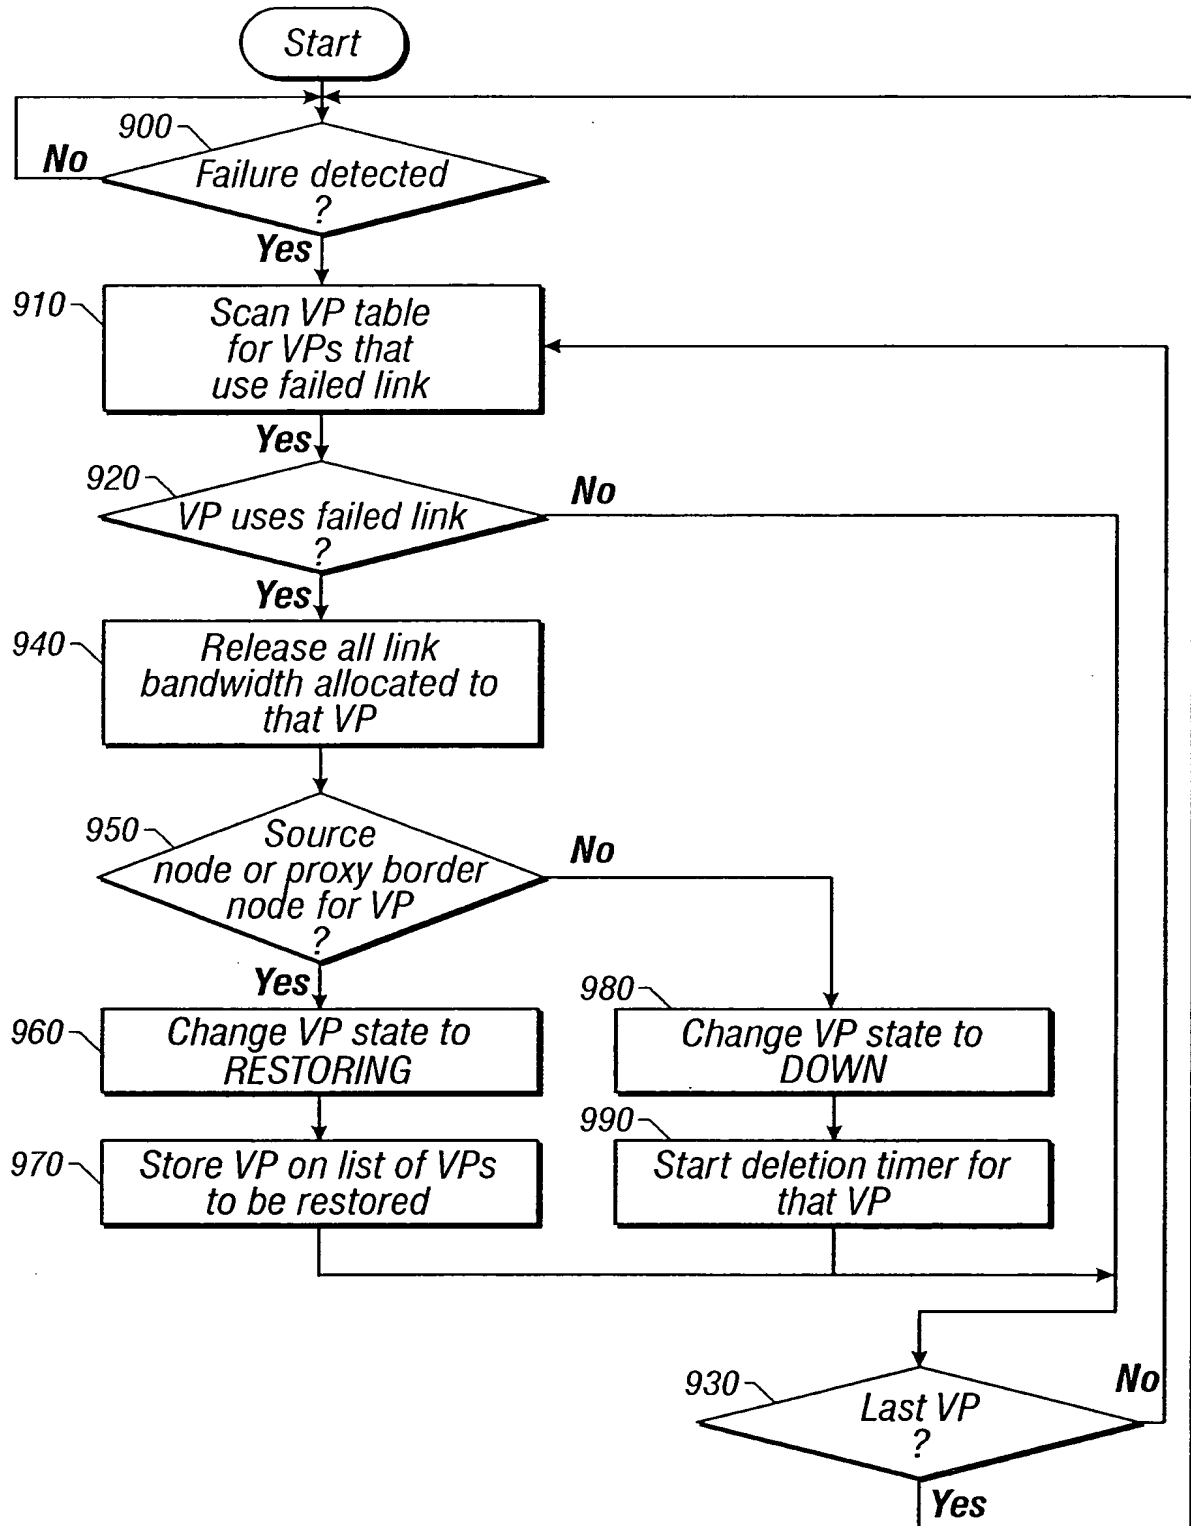 Start
900
No
Failure detected
?
Yes
910
Scan VP table
for VPs that
use failed link
Yes
920
No
VP uses failed link
?
Yes
940
Release all link
bandwidth allocated to
that VP
950
Source
node or proxy border
node for VP
?
No
Yes
960
Change VP state to
RESTORING
980
Change VP state to
DOWN
970
Store VP on list of VPs
to be restored
990
Start deletion timer for
that VP
930
Last VP
?
No
Yes